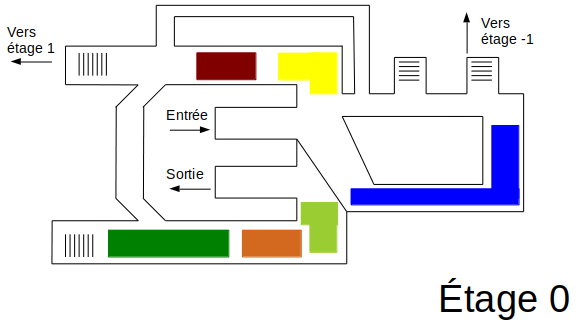 Vers
étage 1
Vers
étage -1
Entrée
Sortie
Étage 0